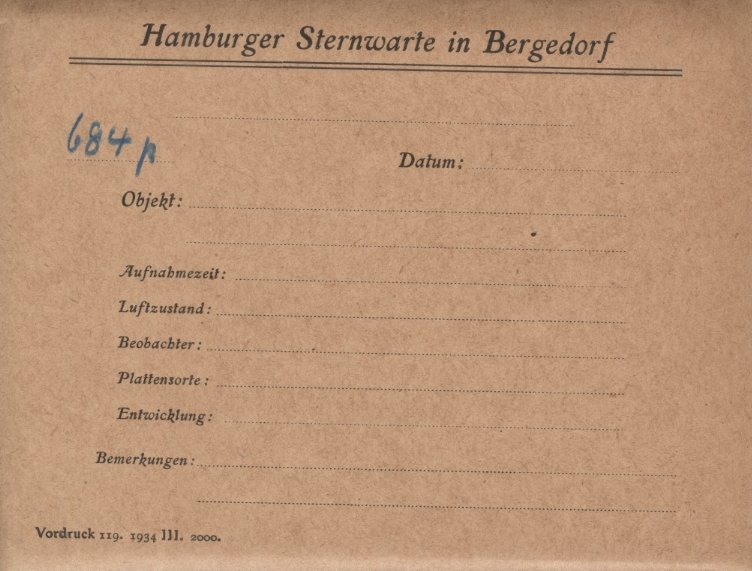 Hamburger Sternwarte in Bergedorf
684 p
Datum:
Objekt:
Aufnahmezeit:
Luftzustand:
Beobachter:
Plattensorte:
Entwicklung:
Bemerkungen:
Vordruck 119. 1934 III. 2000.